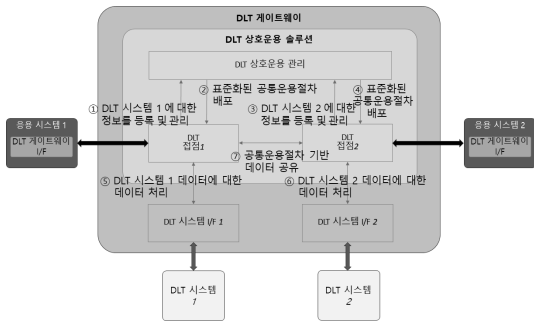 DLT 게이트웨이
DLT 상호운용 솔루션
DLT 상호운용 관리
① DLT 시스템 1 에 대한
정보를 등록 및 관리
② 표준화된 공통운용절차
배포
③ DLT 시스템 2 에 대한
정보를 등록 및 관리
④ 표준화된
공통운용절차
배포
응용 시스템 1
DLT 게이트웨이
I/F
DLT
접점1
DLT
접점2
응용 시스템 2
DLT 게이트웨이
I/F
⑦ 공통운용절차 기반
데이터 공유
⑤ DLT 시스템 1 데이터에 대한
데이터 처리
⑥ DLT 시스템 2 데이터에 대한
데이터 처리
DLT 시스템 I/F 1
DLT 시스템 I/F 2
DLT 시스템
1
DLT 시스템
2